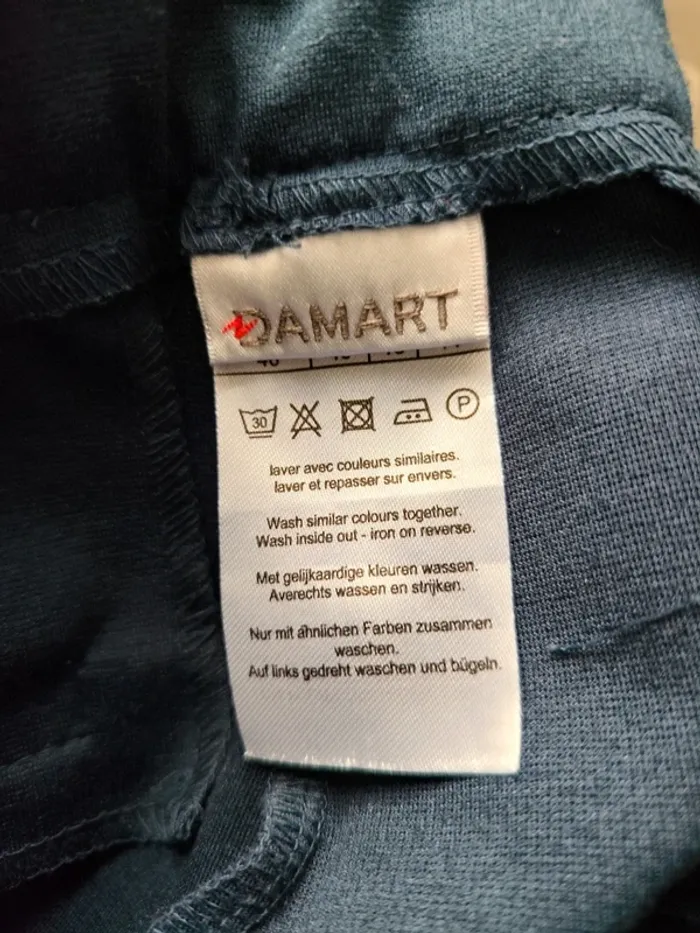 DAMART
30
P
laver avec couleurs similaires.
laver et repasser sur envers.
Wash similar colours together.
Wash inside out - iron on reverse.
Met gelijkaardige kleuren wassen.
Averechts wassen en strijken.
Nur mit ähnlichen Farben zusammen
waschen.
Auf links gedreht waschen und bügeln.